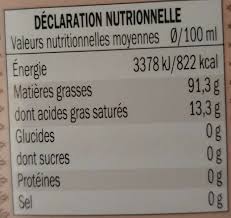 DÉCLARATION NUTRITIONNELLE
Valeurs nutritionnelles moyennes Ø/100 ml
Énergie 3378 kJ/822 kcal
Matières grasses 91,3 g
dont acides gras saturés 13,3 g
Glucides 0 g
dont sucres 0 g
Protéines 0 g
Sel 0 g